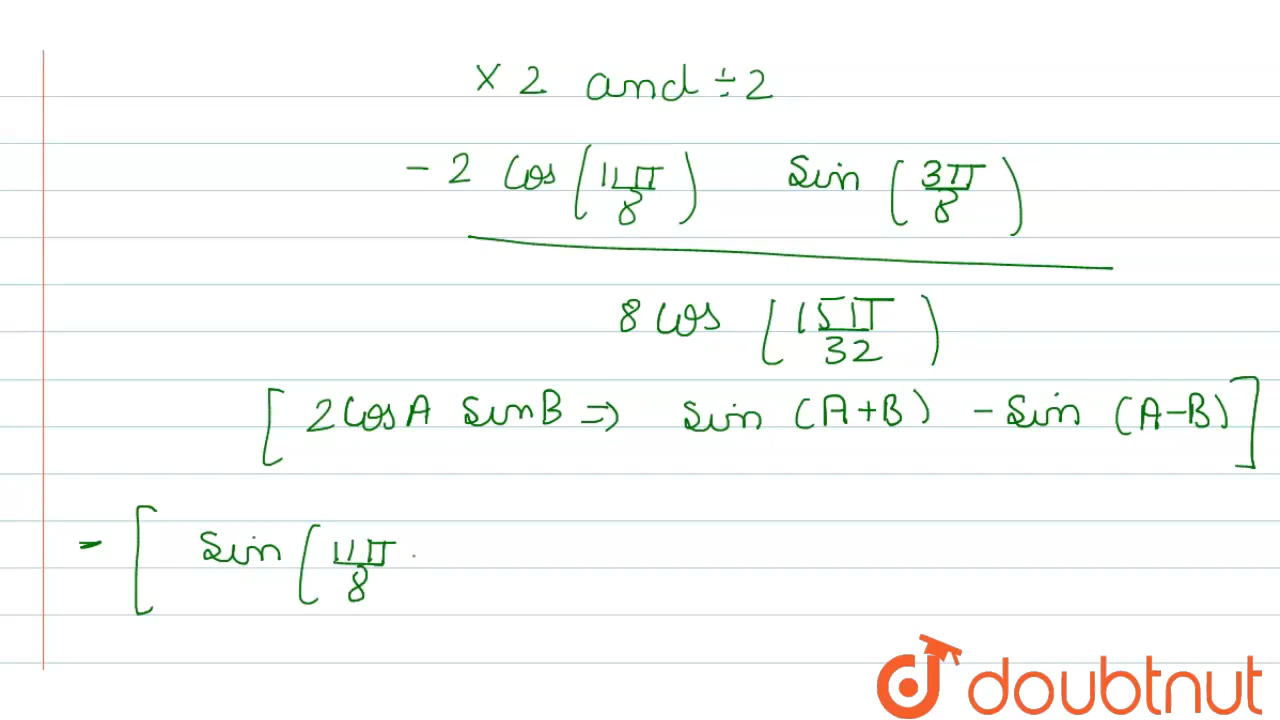 × 2 and ÷ 2
- 2 cos (11π/8) sin (3π/8)
8 cos (15π/32)
[2 cos A sin B ⇒ sin (A+B) - sin (A-B)]
- [ sin ( 11π/8
doubtnut